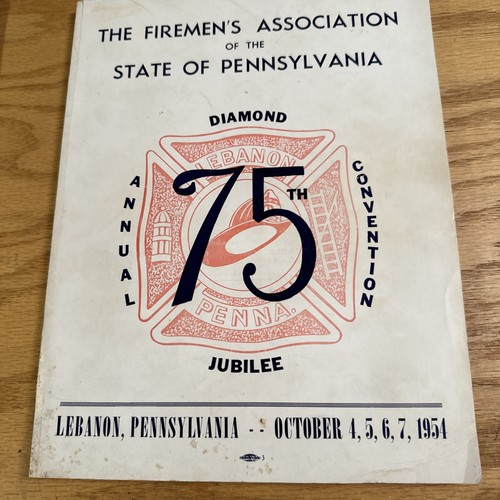 THE FIREMEN'S ASSOCIATION
OF THE
STATE OF PENNSYLVANIA
DIAMOND
LEBANON
ANNUAL
75TH
CONVENTION
PENNA.
JUBILEE
LEBANON, PENNSYLVANIA -- OCTOBER 4, 5, 6, 7, 1954
3